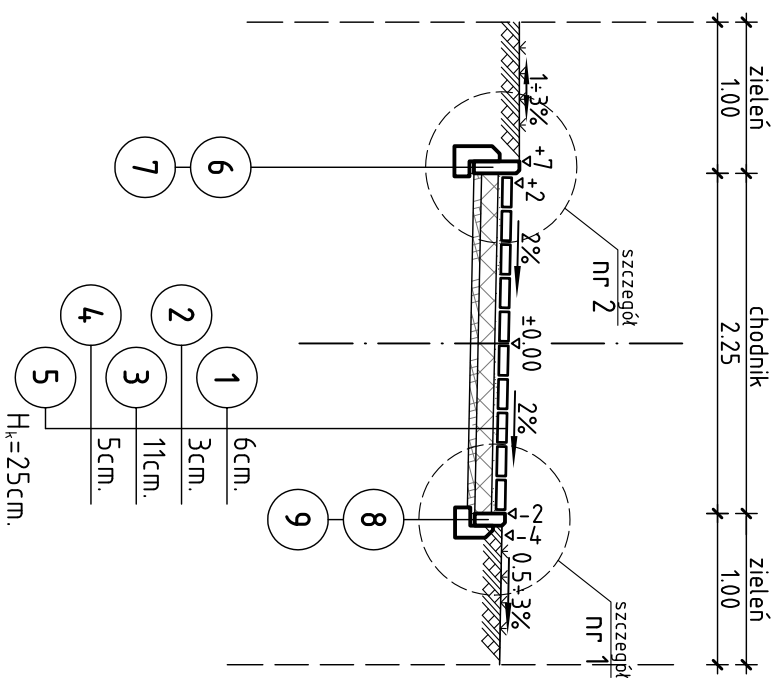 zieleń
chodnik
zieleń
1.00
2.25
1.00
szczegół
nr 2
szczegół
nr 1
1÷3%
+7
+2
2%
±0.00
2%
-2
-4
0.5÷3%
6
7
8
9
1
6cm.
2
3cm.
3
11cm.
4
5cm.
5
Hk=25cm.